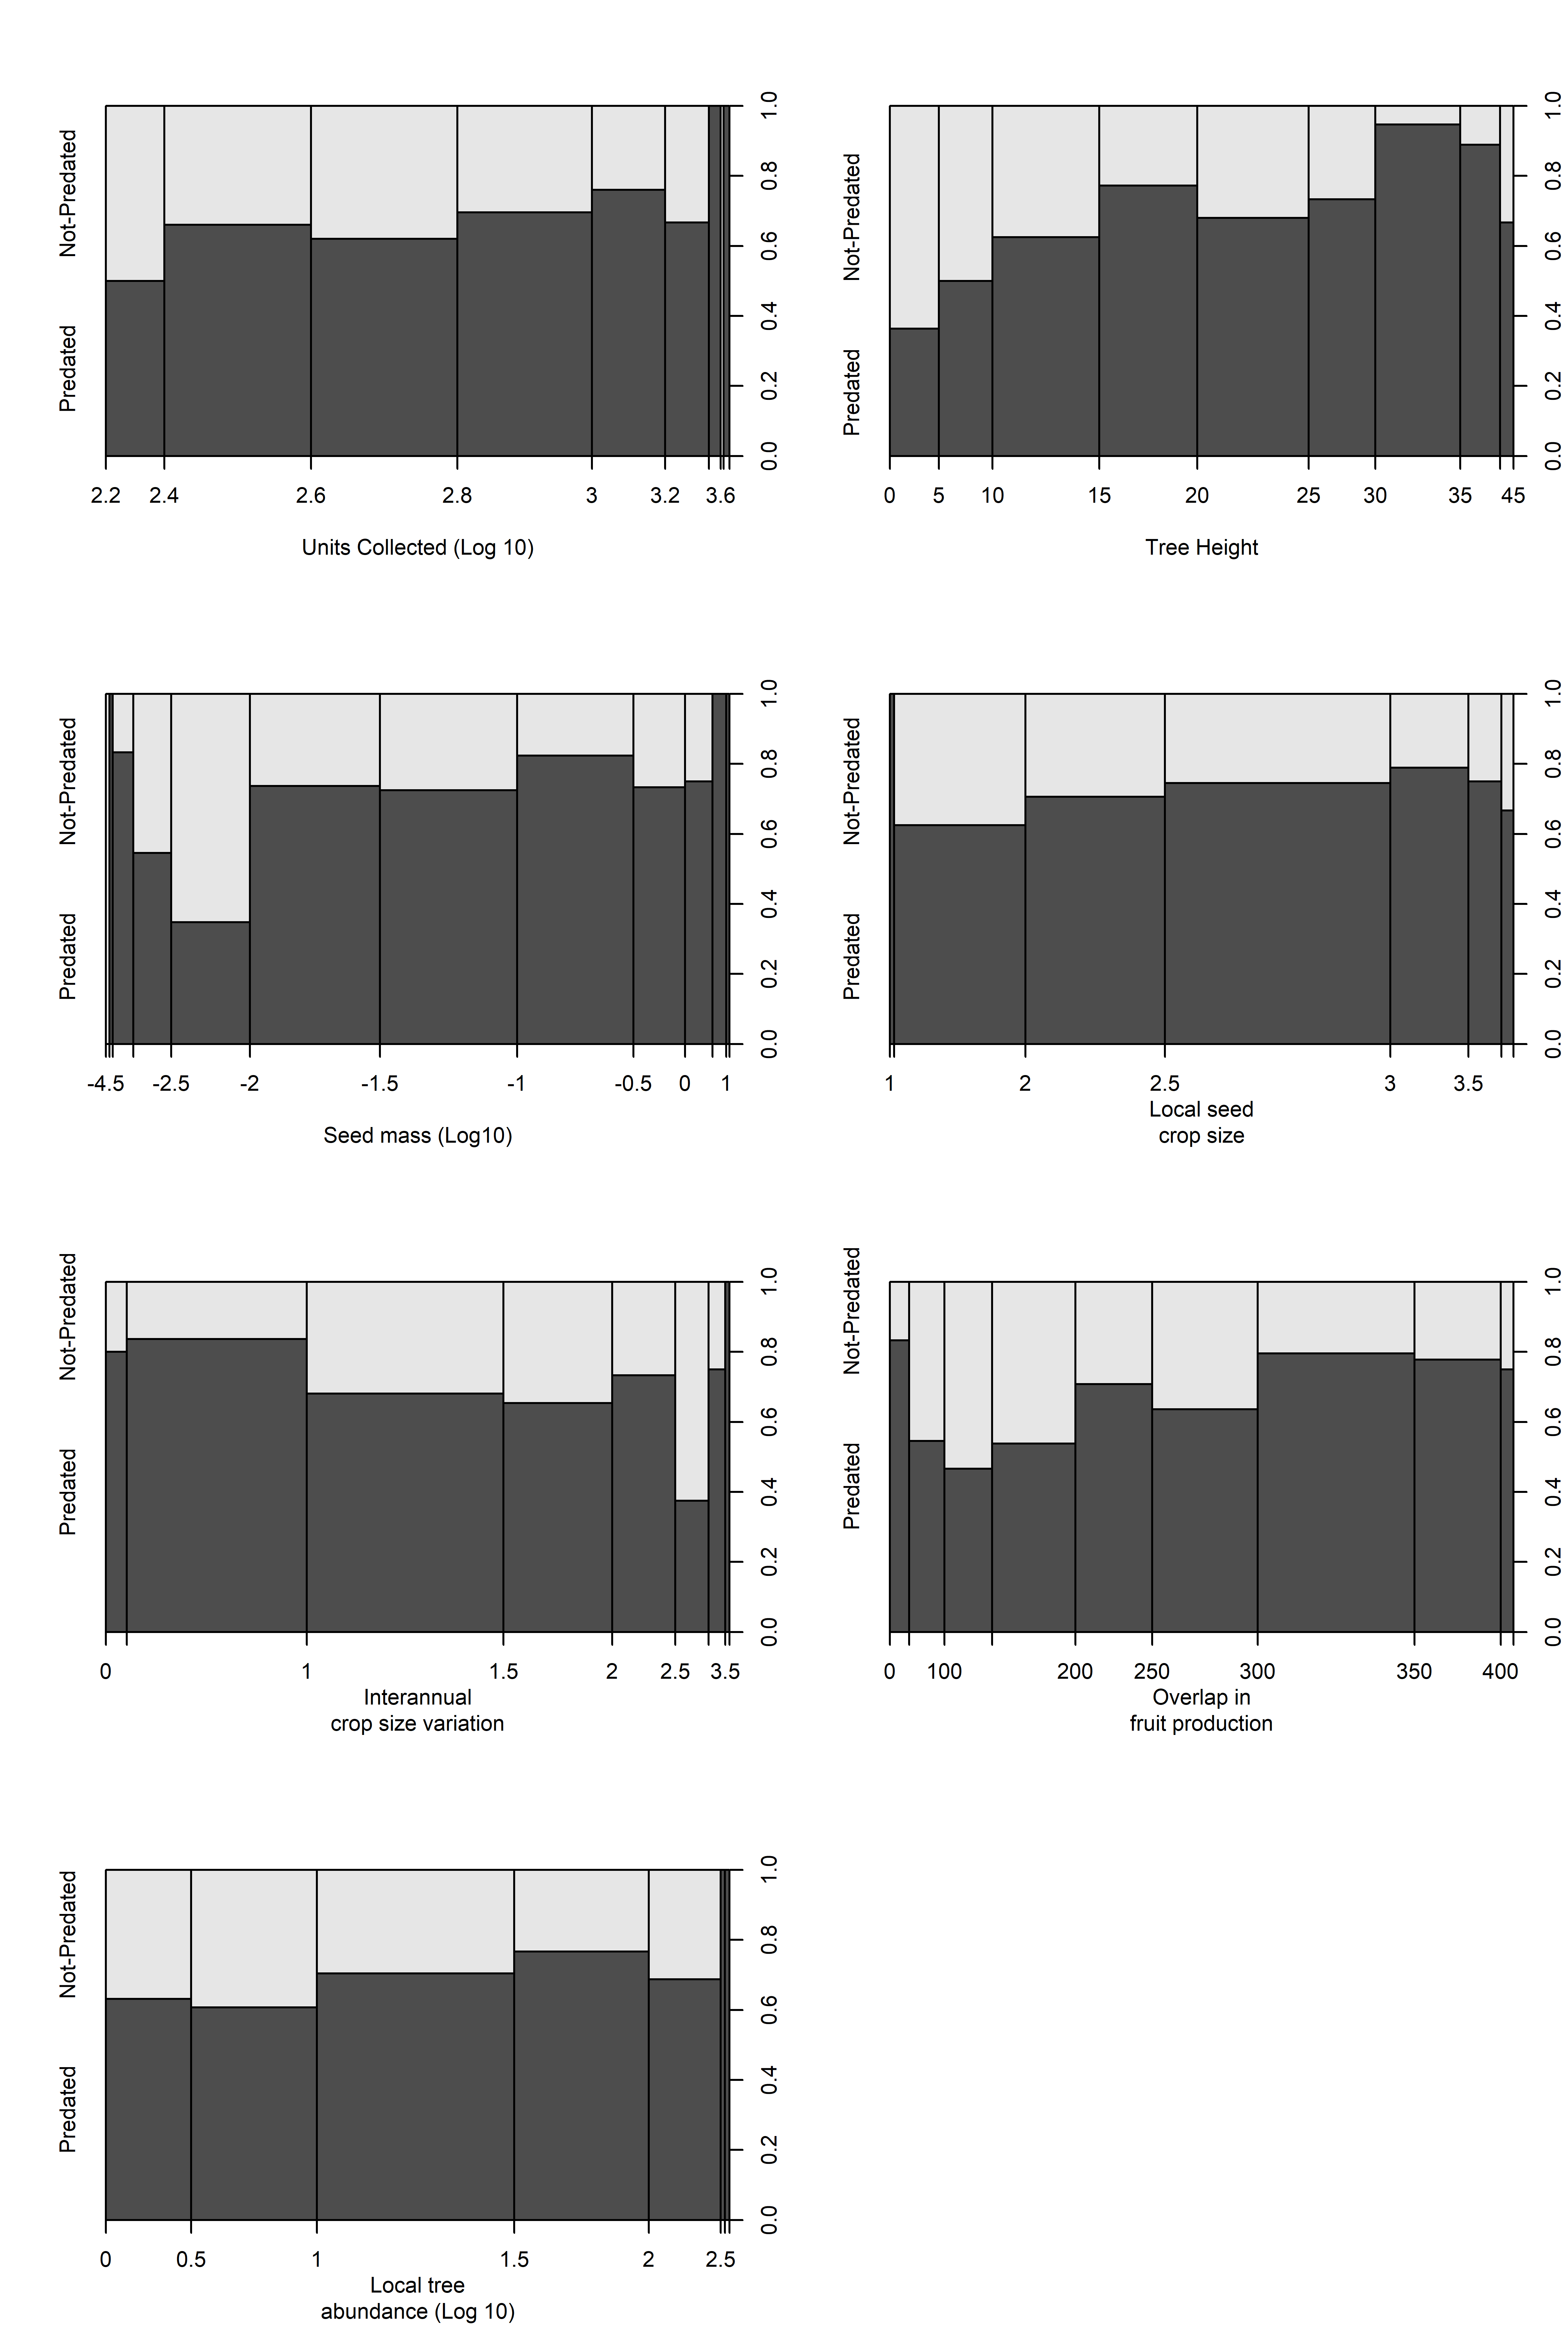 Not-Predated
Predated
0.0 0.2 0.4 0.6 0.8 1.0
2.2 2.4 2.6 2.8 3 3.2 3.6
Units Collected (Log 10)
Not-Predated
Predated
0.0 0.2 0.4 0.6 0.8 1.0
0 5 10 15 20 25 30 35 45
Tree Height
Not-Predated
Predated
0.0 0.2 0.4 0.6 0.8 1.0
-4.5 -2.5 -2 -1.5 -1 -0.5 0 1
Seed mass (Log10)
Not-Predated
Predated
0.0 0.2 0.4 0.6 0.8 1.0
1 2 2.5 3 3.5
Local seed
crop size
Not-Predated
Predated
0.0 0.2 0.4 0.6 0.8 1.0
0 1 1.5 2 2.5 3.5
Interannual
crop size variation
Not-Predated
Predated
0.0 0.2 0.4 0.6 0.8 1.0
0 100 200 250 300 350 400
Overlap in
fruit production
Not-Predated
Predated
0.0 0.2 0.4 0.6 0.8 1.0
0 0.5 1 1.5 2 2.5
Local tree
abundance (Log 10)